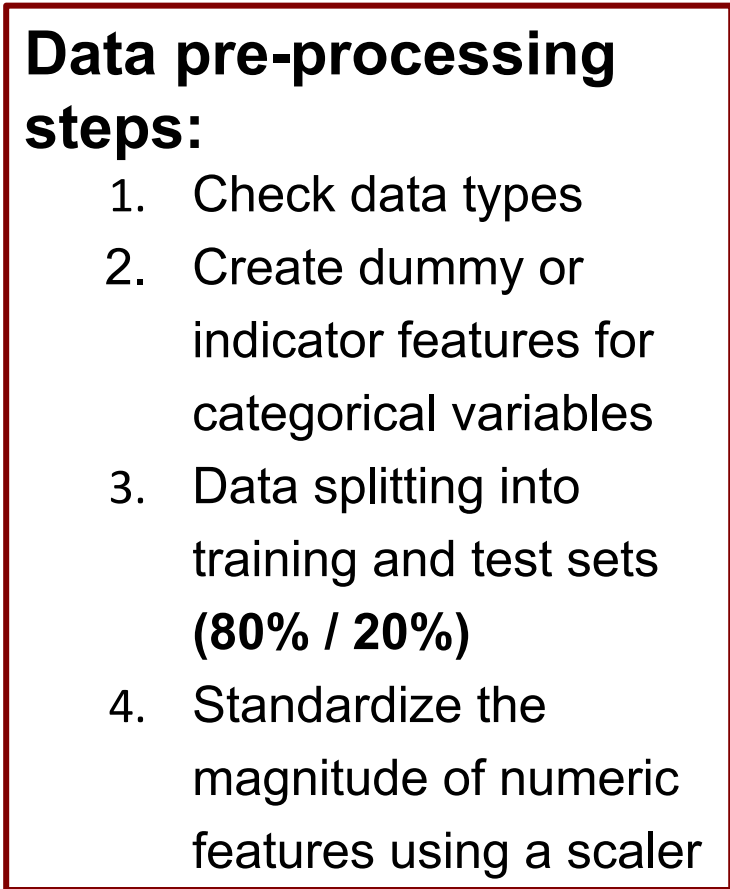 Data pre-processing
steps:
1. Check data types
2. Create dummy or
indicator features for
categorical variables
3. Data splitting into
training and test sets
(80% / 20%)
4. Standardize the
magnitude of numeric
features using a scaler